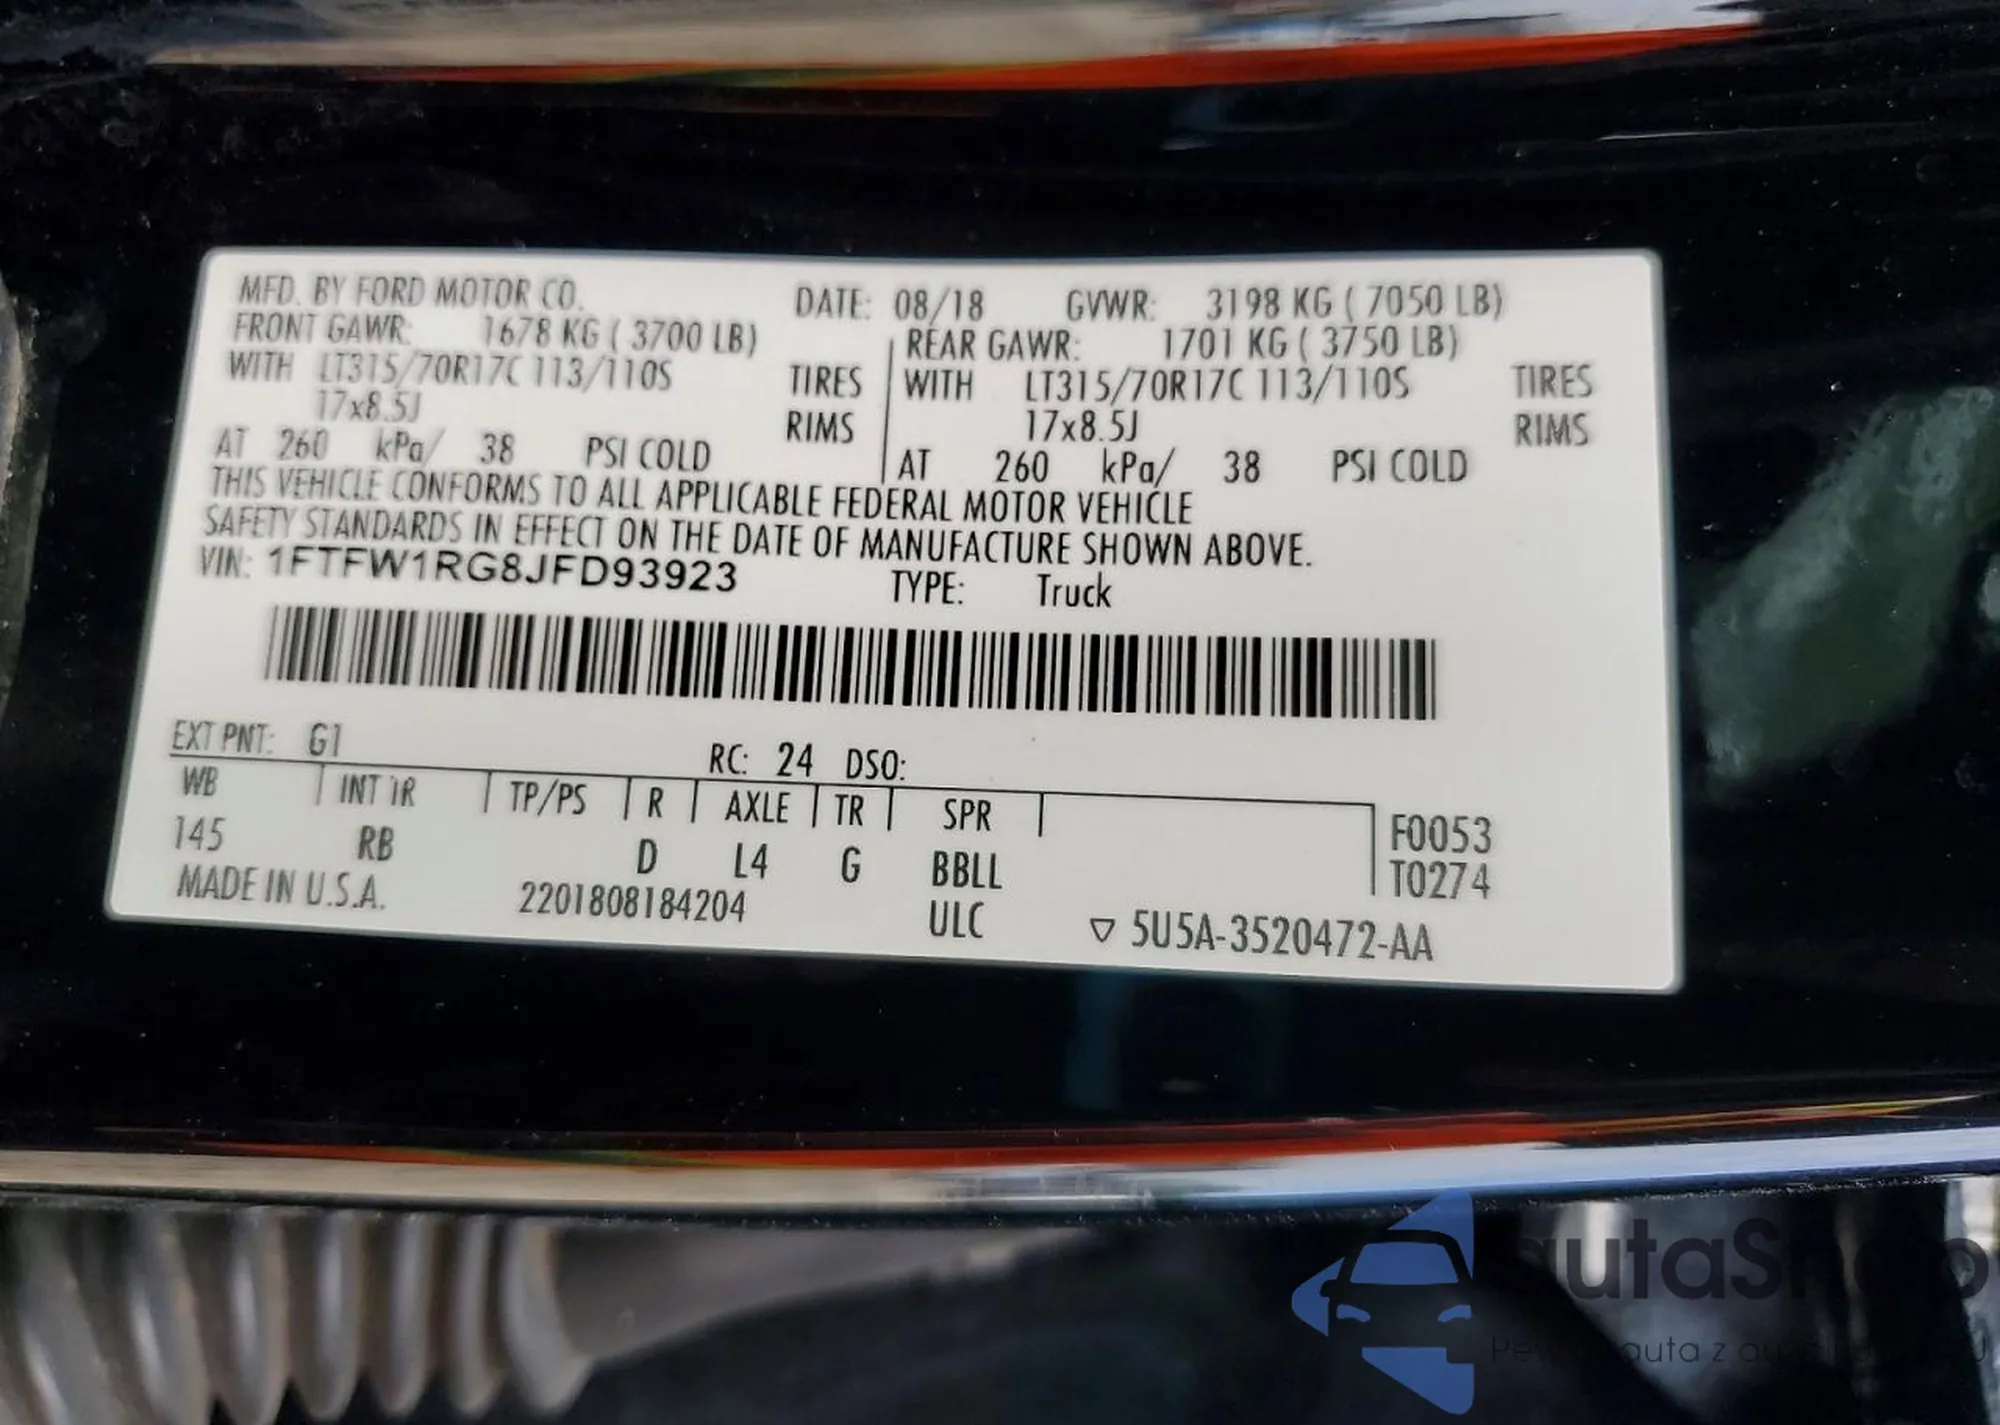 MFD. BY FORD MOTOR CO. DATE: 08/18 GVWR: 3198 KG ( 7050 LB)
FRONT GAWR: 1678 KG ( 3700 LB) REAR GAWR: 1701 KG ( 3750 LB)
WITH LT315/70R17C 113/110S TIRES WITH LT315/70R17C 113/110S TIRES
17x8.5J RIMS 17x8.5J RIMS
AT 260 kPa/ 38 PSI COLD AT 260 kPa/ 38 PSI COLD
THIS VEHICLE CONFORMS TO ALL APPLICABLE FEDERAL MOTOR VEHICLE
SAFETY STANDARDS IN EFFECT ON THE DATE OF MANUFACTURE SHOWN ABOVE.
VIN: 1FTFW1RG8JFD93923 TYPE: Truck
EXT PNT: G1 RC: 24 DSO:
WB INT TR TP/PS R AXLE TR SPR F0053
145 RB D L4 G BBLL T0274
MADE IN U.S.A. 2201808184204 ULC ▽ 5U5A-3520472-AA
auta z